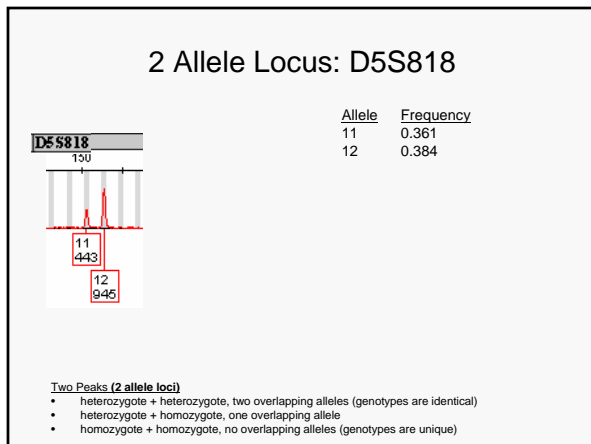 2 Allele Locus: D5S818
Allele Frequency
11 0.361
12 0.384
D5S818
150
11
443
12
945
Two Peaks (2 allele loci)
• heterozygote + heterozygote, two overlapping alleles (genotypes are identical)
• heterozygote + homozygote, one overlapping allele
• homozygote + homozygote, no overlapping alleles (genotypes are unique)